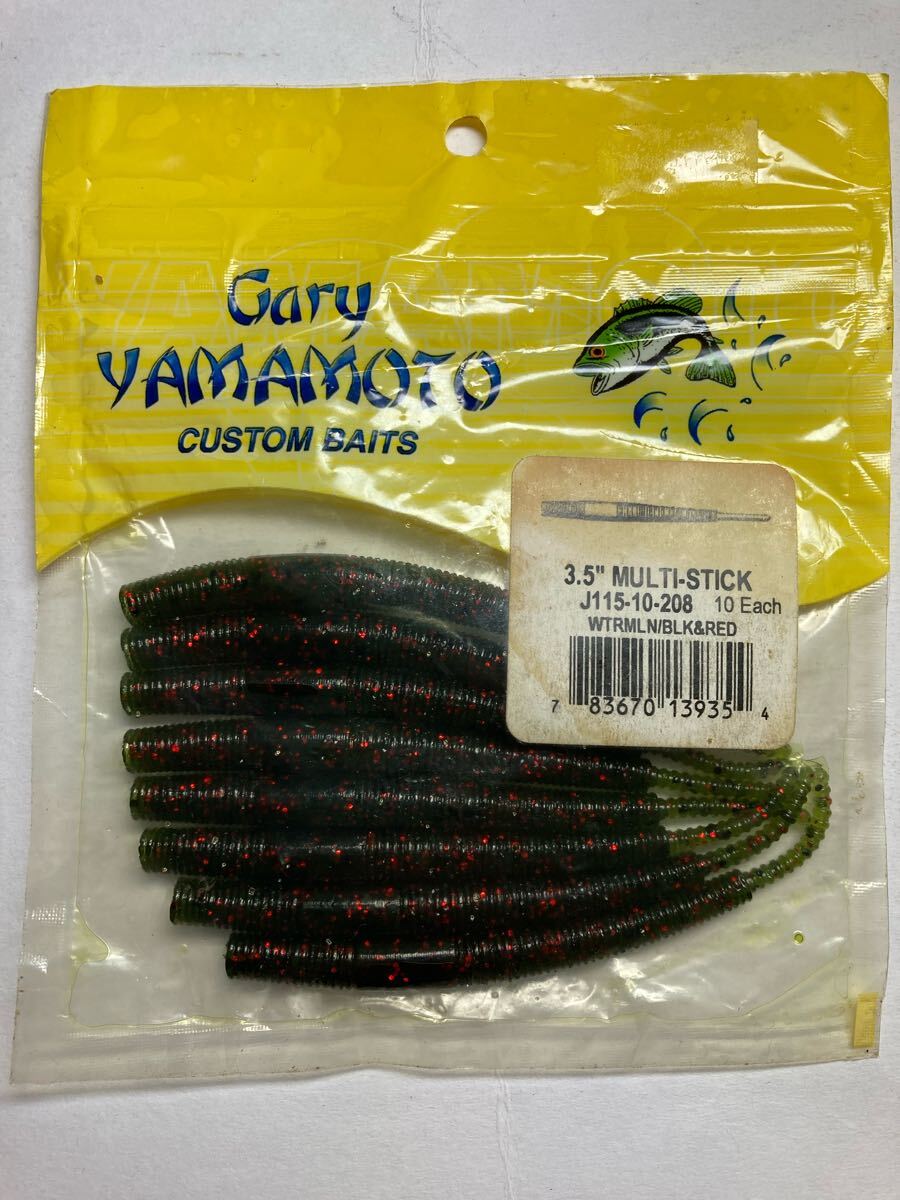 Gary
YAMAMOTO
CUSTOM BAITS
3.5" MULTI-STICK
J115-10-208 10 Each
WTRMLN/BLK&RED
7 83670 13935 4